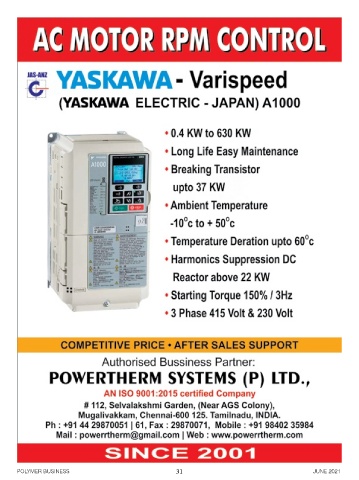 AC MOTOR RPM CONTROL
JAS-ANZ
YASKAWA - Varispeed
(YASKAWA ELECTRIC - JAPAN) A1000
A1000
• 0.4 KW to 630 KW
• Long Life Easy Maintenance
• Breaking Transistor
upto 37 KW
• Ambient Temperature
-10°c to + 50°c
• Temperature Deration upto 60°c
• Harmonics Suppression DC
Reactor above 22 KW
• Starting Torque 150% / 3Hz
• 3 Phase 415 Volt & 230 Volt
COMPETITIVE PRICE • AFTER SALES SUPPORT
Authorised Bussiness Partner:
POWERTHERM SYSTEMS (P) LTD.,
AN ISO 9001:2015 certified Company
# 112, Selvalakshmi Garden, (Near AGS Colony),
Mugalivakkam, Chennai-600 125. Tamilnadu, INDIA.
Ph : +91 44 29870051 | 61, Fax : 29870071, Mobile : +91 98402 35984
Mail : powerrtherm@gmail.com | Web : www.powerrtherm.com
SINCE 2001
POLYMER BUSINESS 31 JUNE 2021